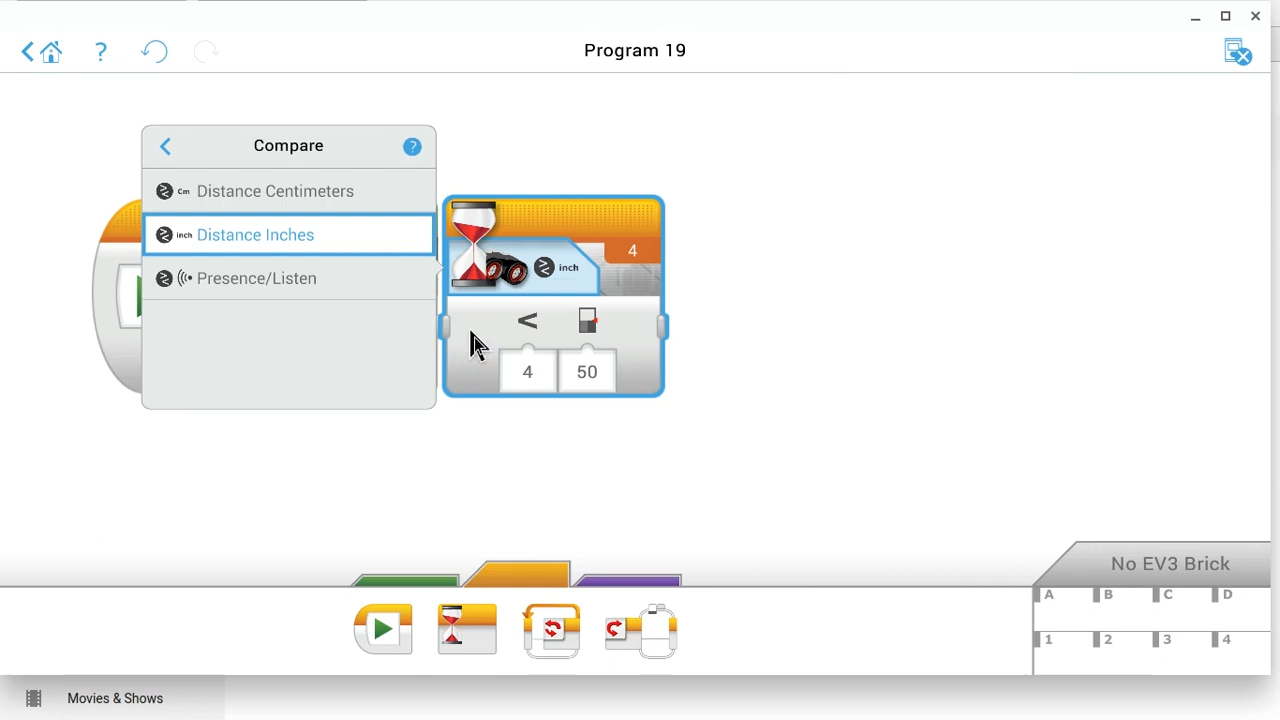 ?
Program 19
Compare
?
Cm Distance Centimeters
inch Distance Inches
Presence/Listen
4
inch
<
4 50
No EV3 Brick
A B C D
1 2 3 4
Movies & Shows